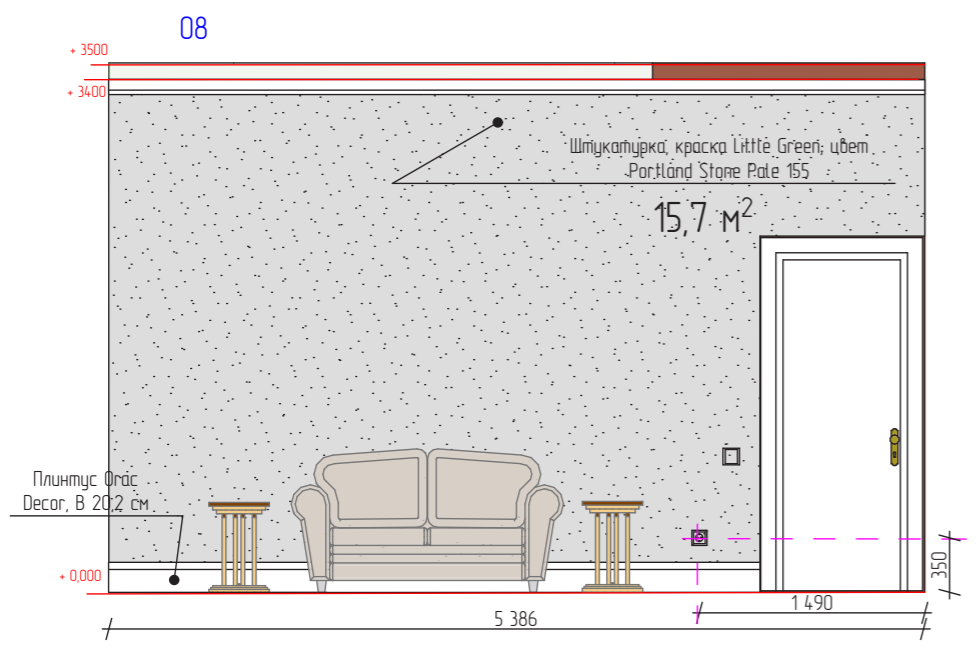 08
+ 3500
+ 3400
Штукатурка, краска Little Green; цвет
Portland Stone Pale 155
15,7 м²
Плинтус Orac
Decor, В 20,2 см
+ 0,000
350
1 490
5 386